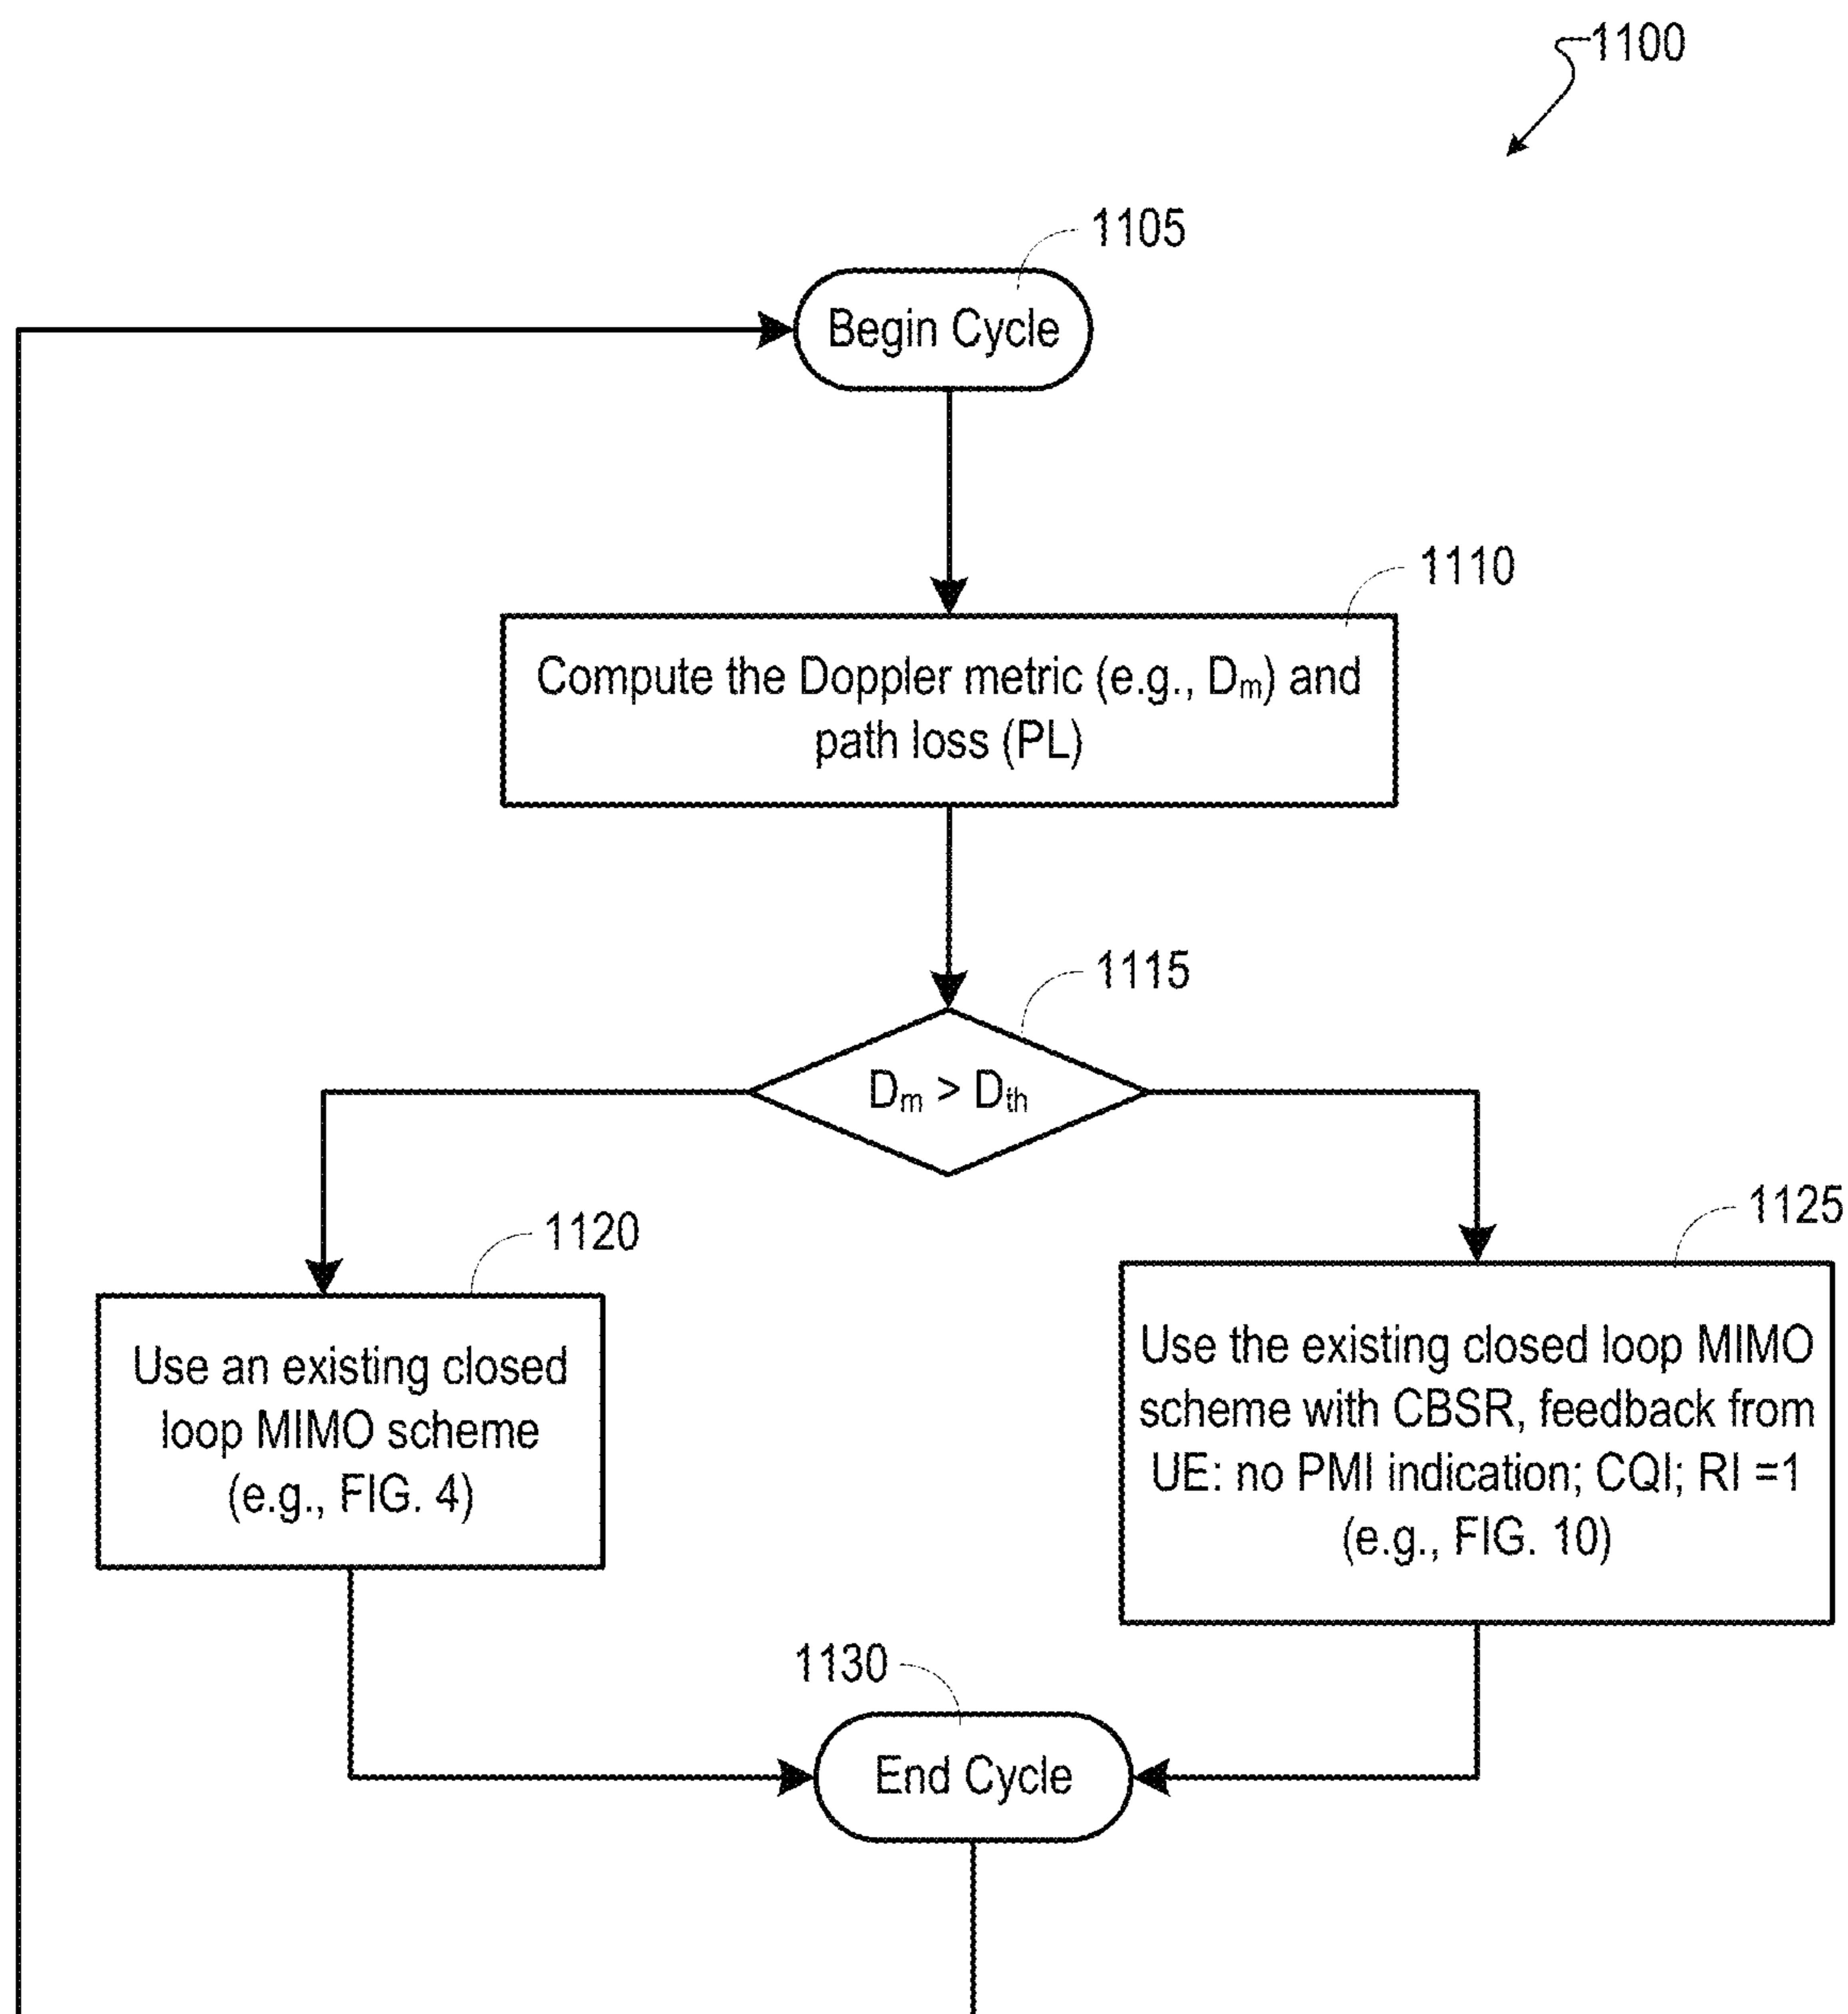 1100
1105
Begin Cycle
1110
Compute the Doppler metric (e.g., Dm) and
path loss (PL)
1115
Dm > Dth
1120
Use an existing closed
loop MIMO scheme
(e.g., FIG. 4)
1125
Use the existing closed loop MIMO
scheme with CBSR, feedback from
UE: no PMI indication; CQI; RI =1
(e.g., FIG. 10)
1130
End Cycle